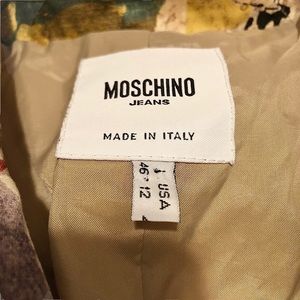 MOSCHINO
JEANS
MADE IN ITALY
I USA
46 12